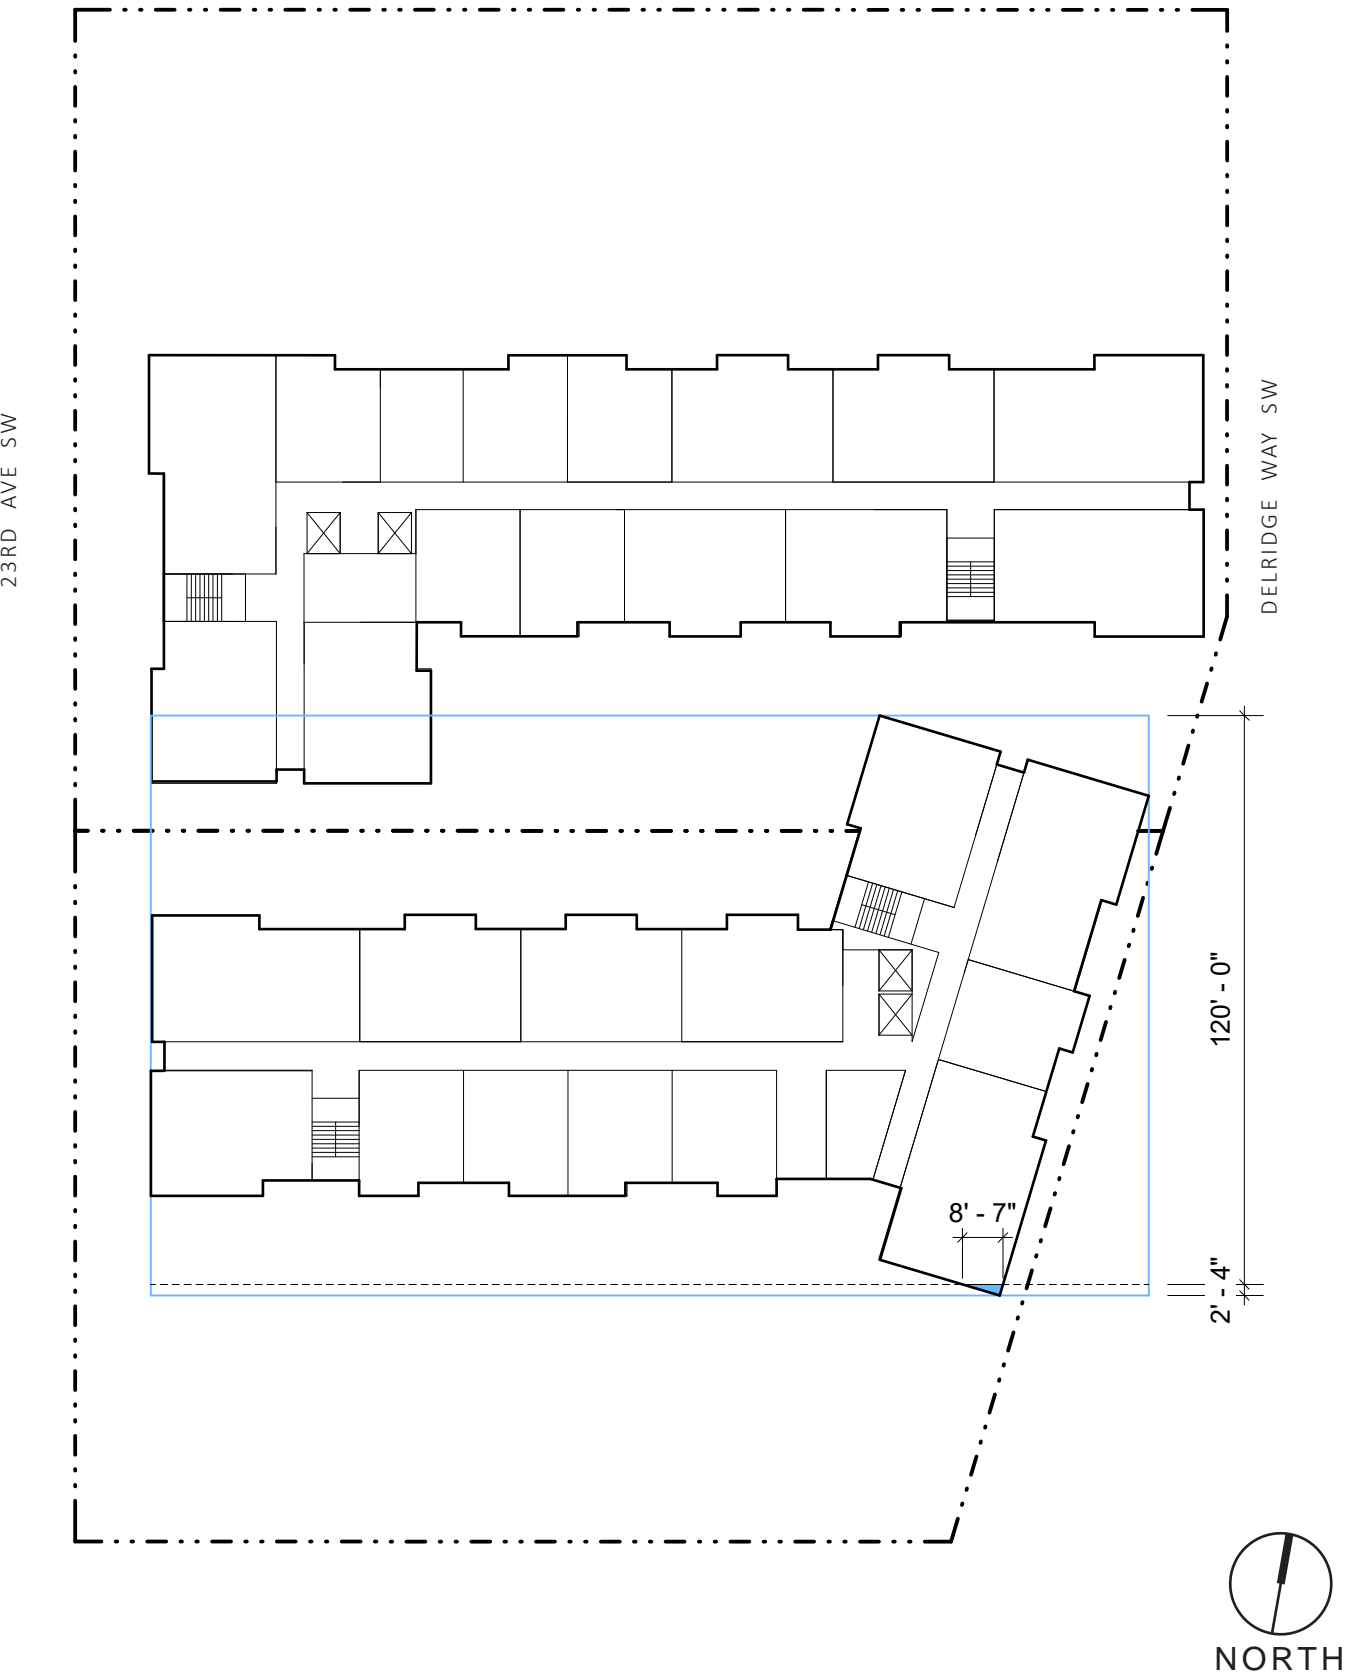 23RD AVE SW
DELRIDGE WAY SW
120' - 0"
8' - 7"
2' - 4"
NORTH